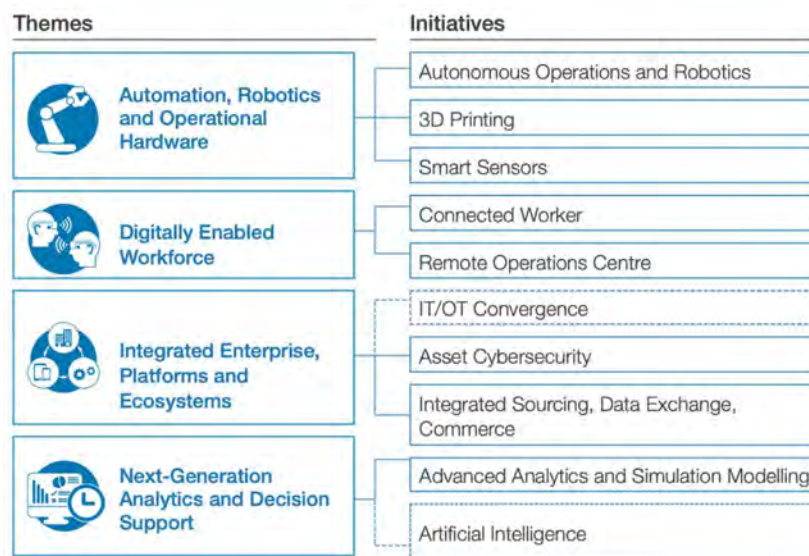 Themes
Initiatives
Automation, Robotics
and Operational
Hardware
Autonomous Operations and Robotics
3D Printing
Smart Sensors
Digitally Enabled
Workforce
Connected Worker
Remote Operations Centre
Integrated Enterprise,
Platforms and
Ecosystems
IT/OT Convergence
Asset Cybersecurity
Integrated Sourcing, Data Exchange,
Commerce
Next-Generation
Analytics and Decision
Support
Advanced Analytics and Simulation Modelling
Artificial Intelligence